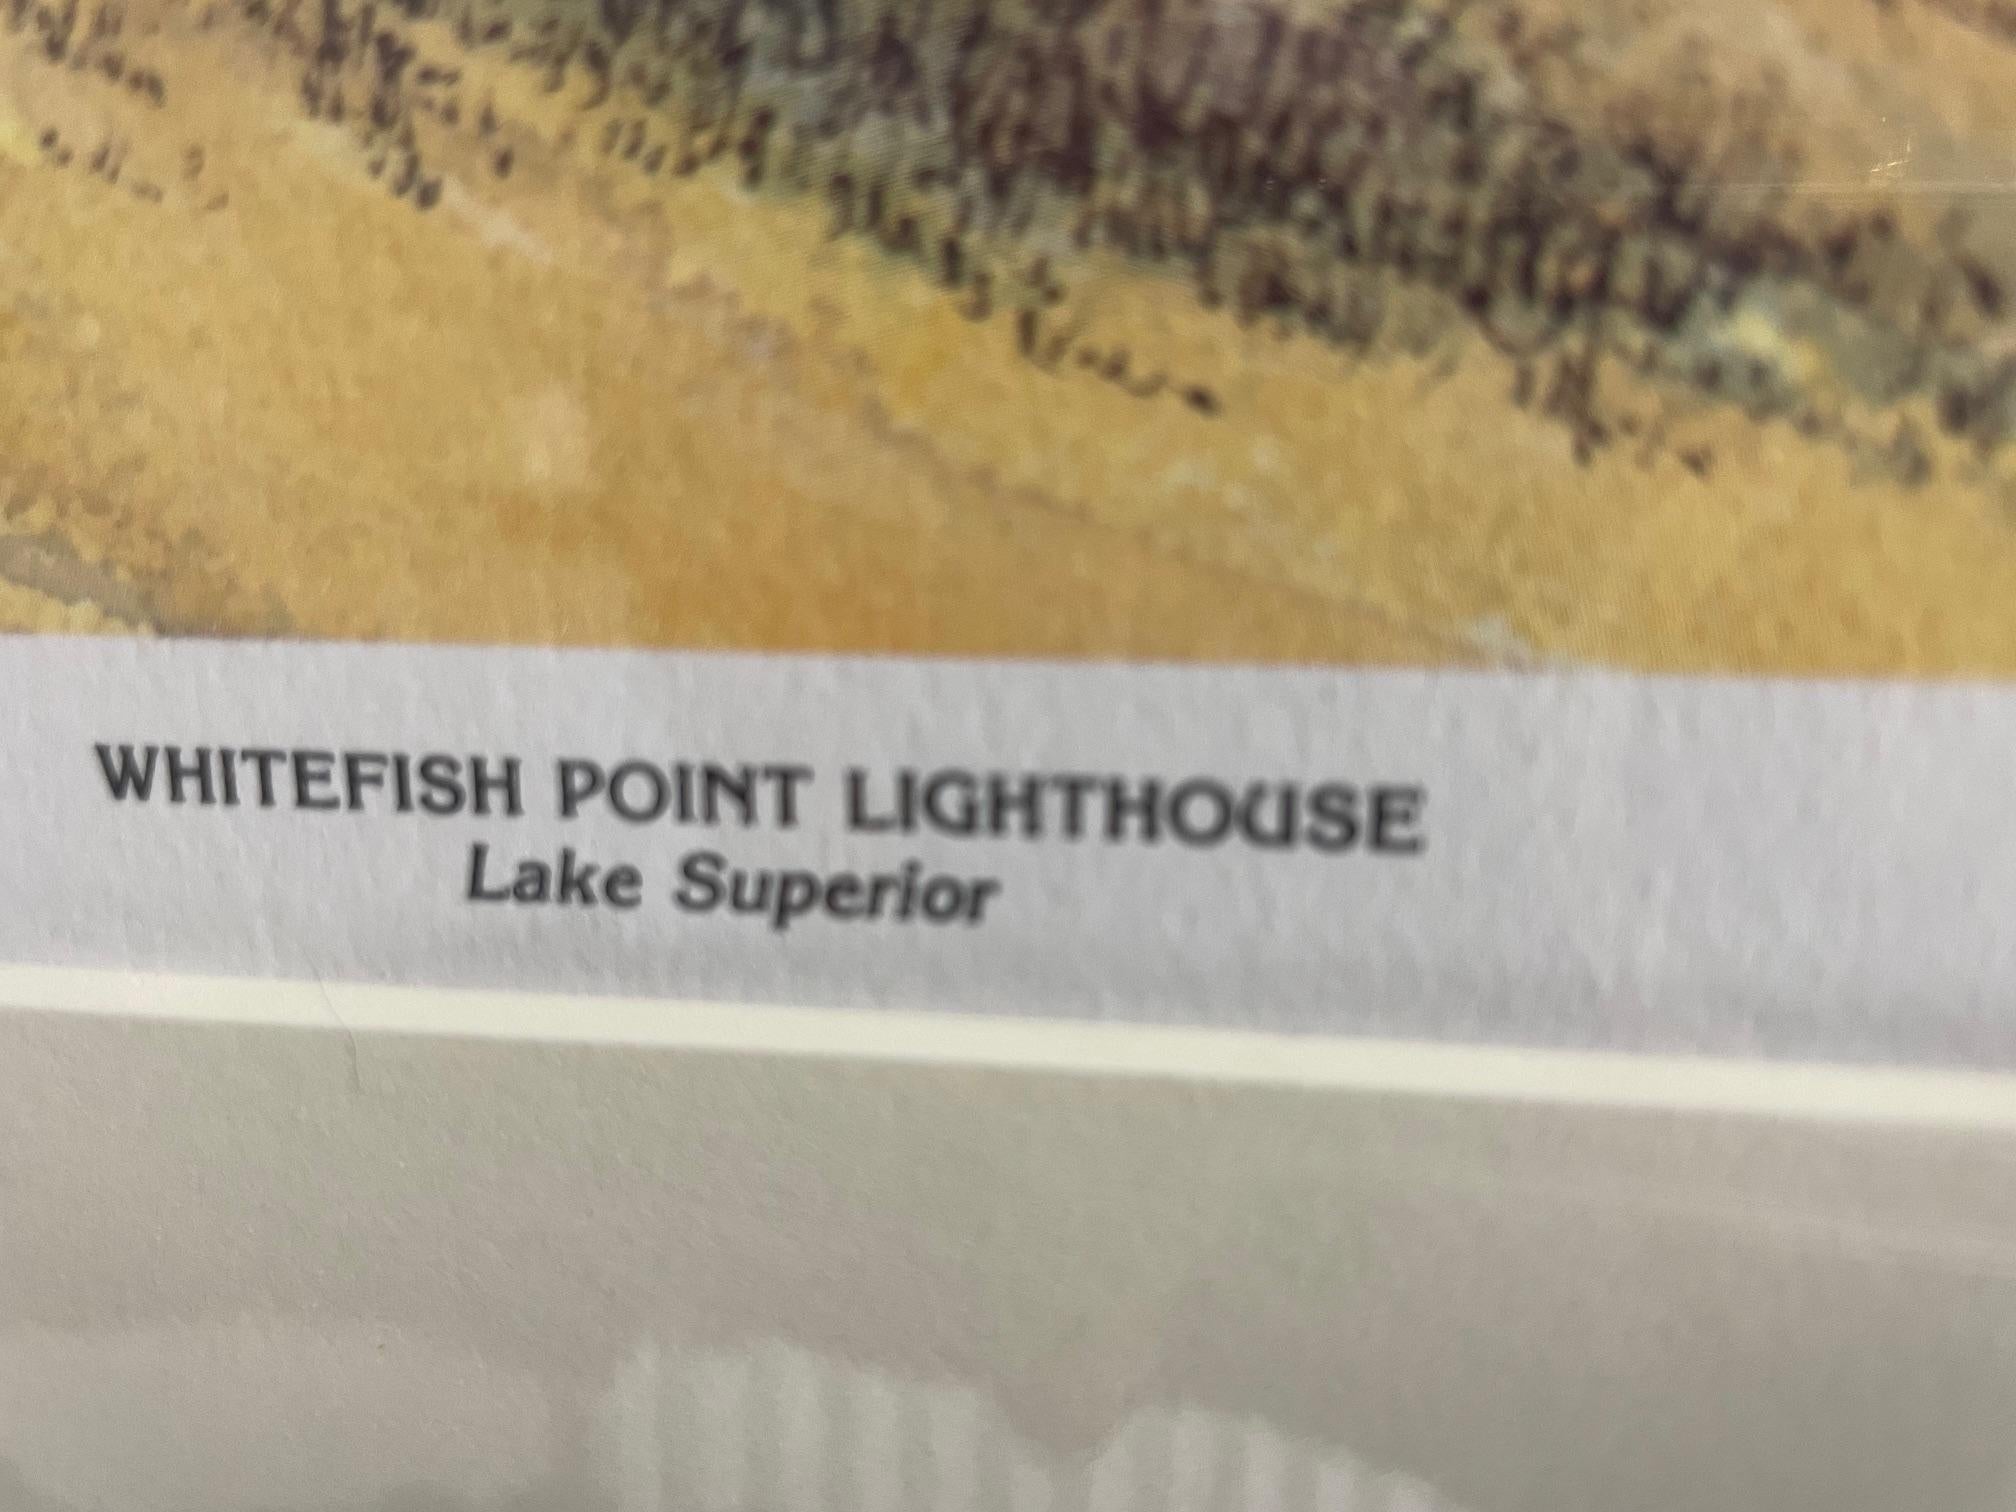 WHITEFISH POINT LIGHTHOUSE
Lake Superior